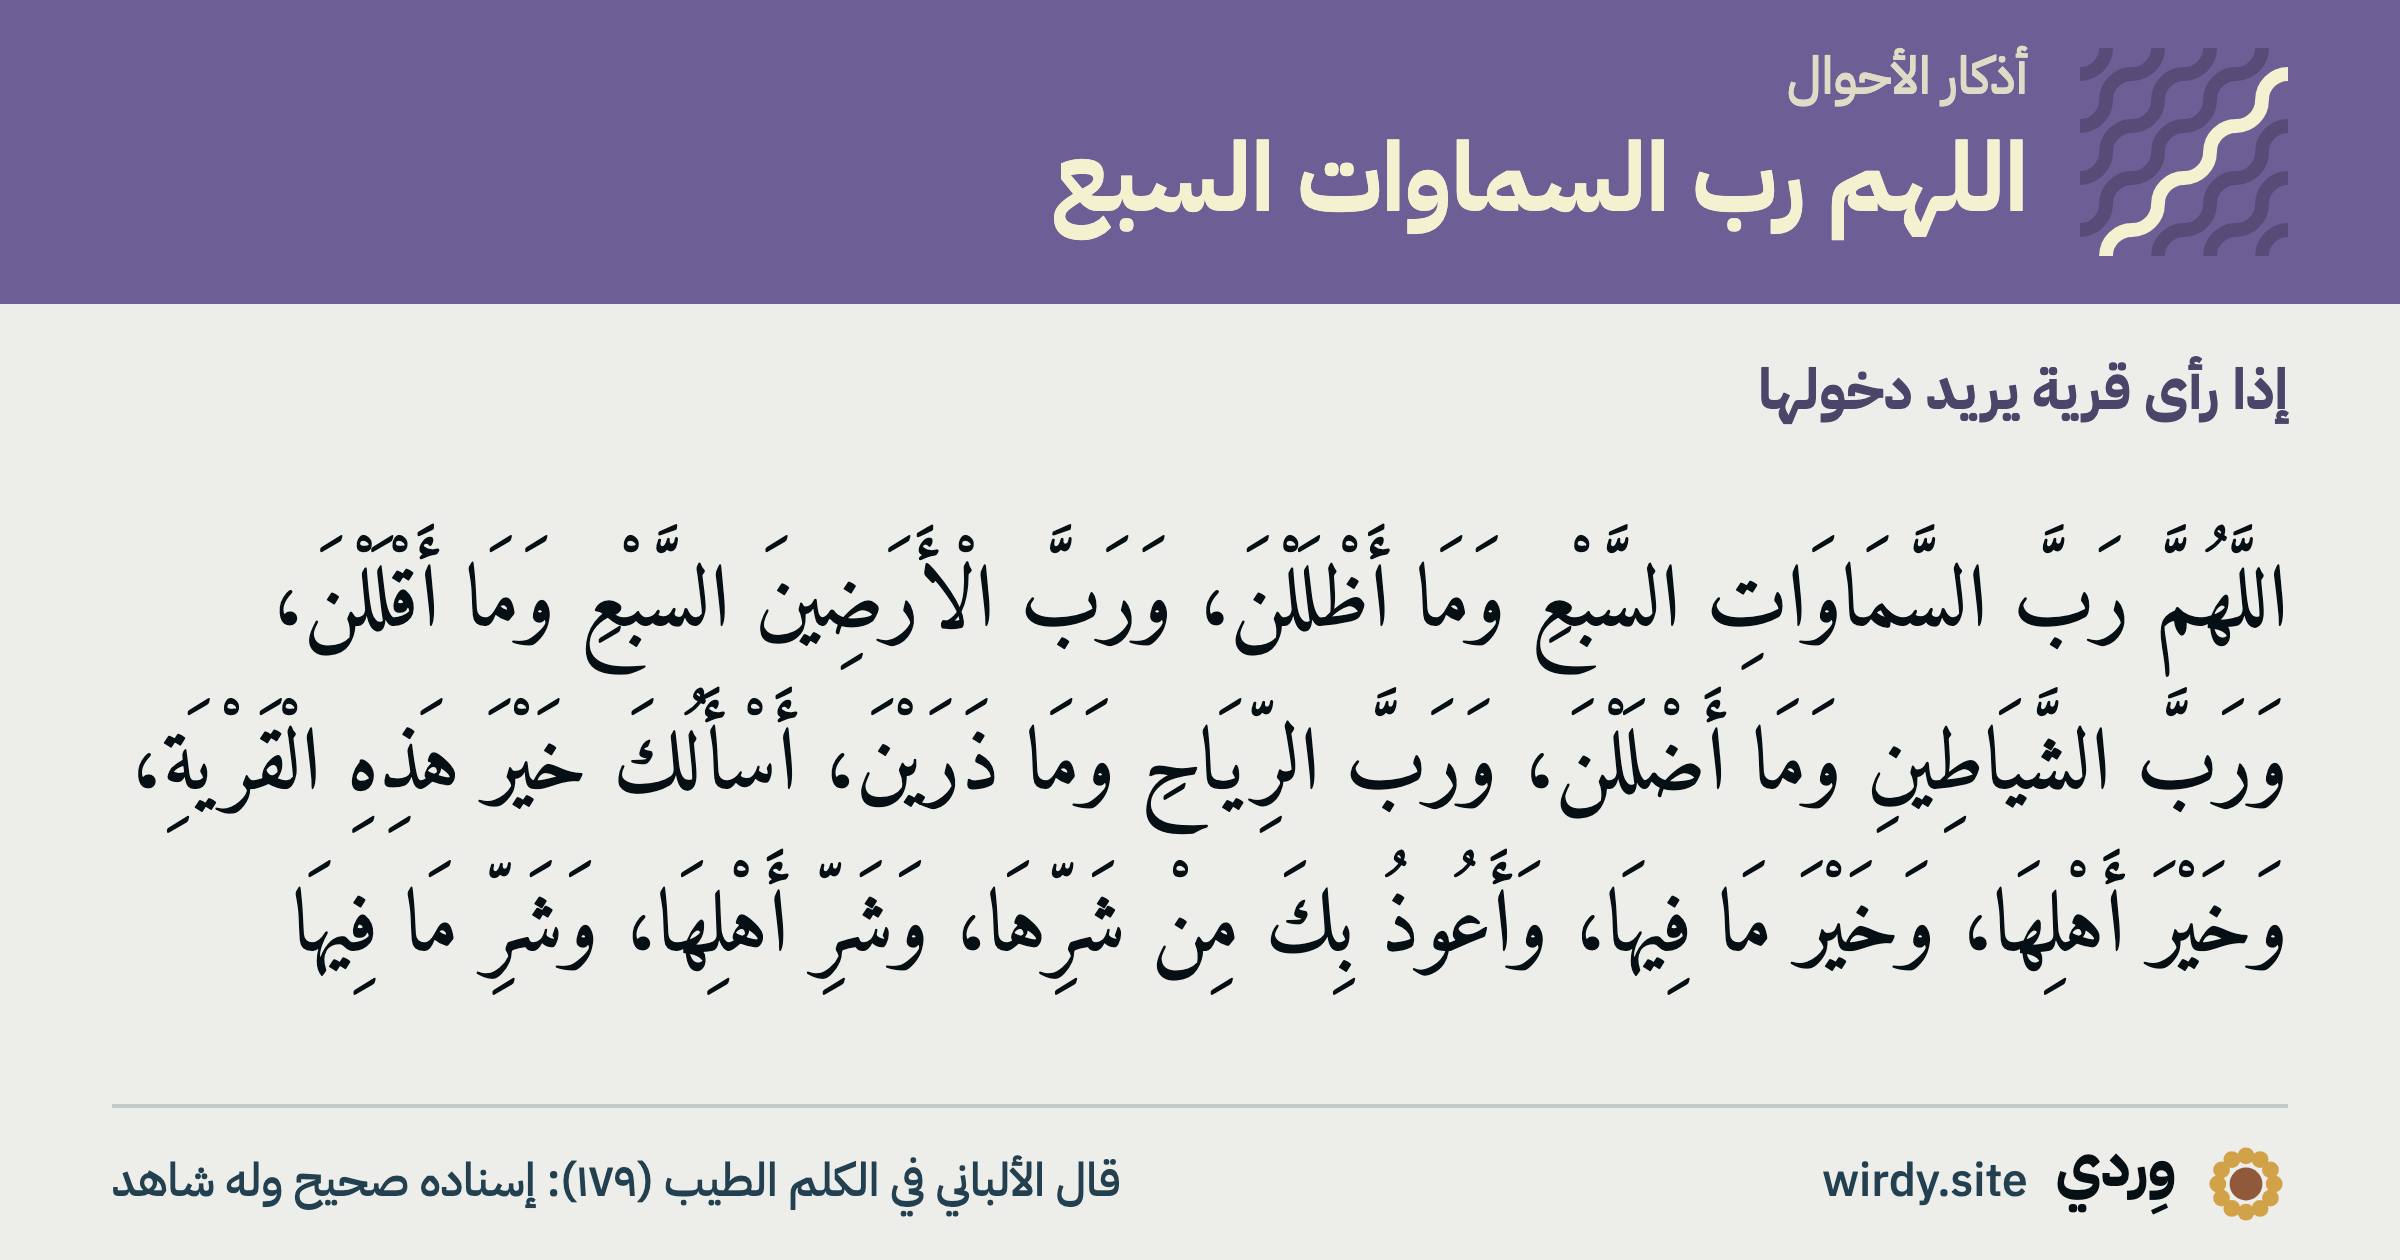 أذكار الأحوال
اللهم رب السماوات السبع
إذا رأى قرية يريد دخولها
اللَّهُمَّ رَبَّ السَّمَاوَاتِ السَّبْعِ وَمَا أَظْلَلْنَ، وَرَبَّ الْأَرَضِينَ السَّبْعِ وَمَا أَقْلَلْنَ،
وَرَبَّ الشَّيَاطِينِ وَمَا أَضْلَلْنَ، وَرَبَّ الرِّيَاحِ وَمَا ذَرَيْنَ، أَسْأَلُكَ خَيْرَ هَذِهِ الْقَرْيَةِ،
وَخَيْرَ أَهْلِهَا، وَخَيْرَ مَا فِيهَا، وَأَعُوذُ بِكَ مِنْ شَرِّهَا، وَشَرِّ أَهْلِهَا، وَشَرِّ مَا فِيهَا
وِردي wirdy.site
قال الألباني في الكلم الطيب (١٧٩): إسناده صحيح وله شاهد